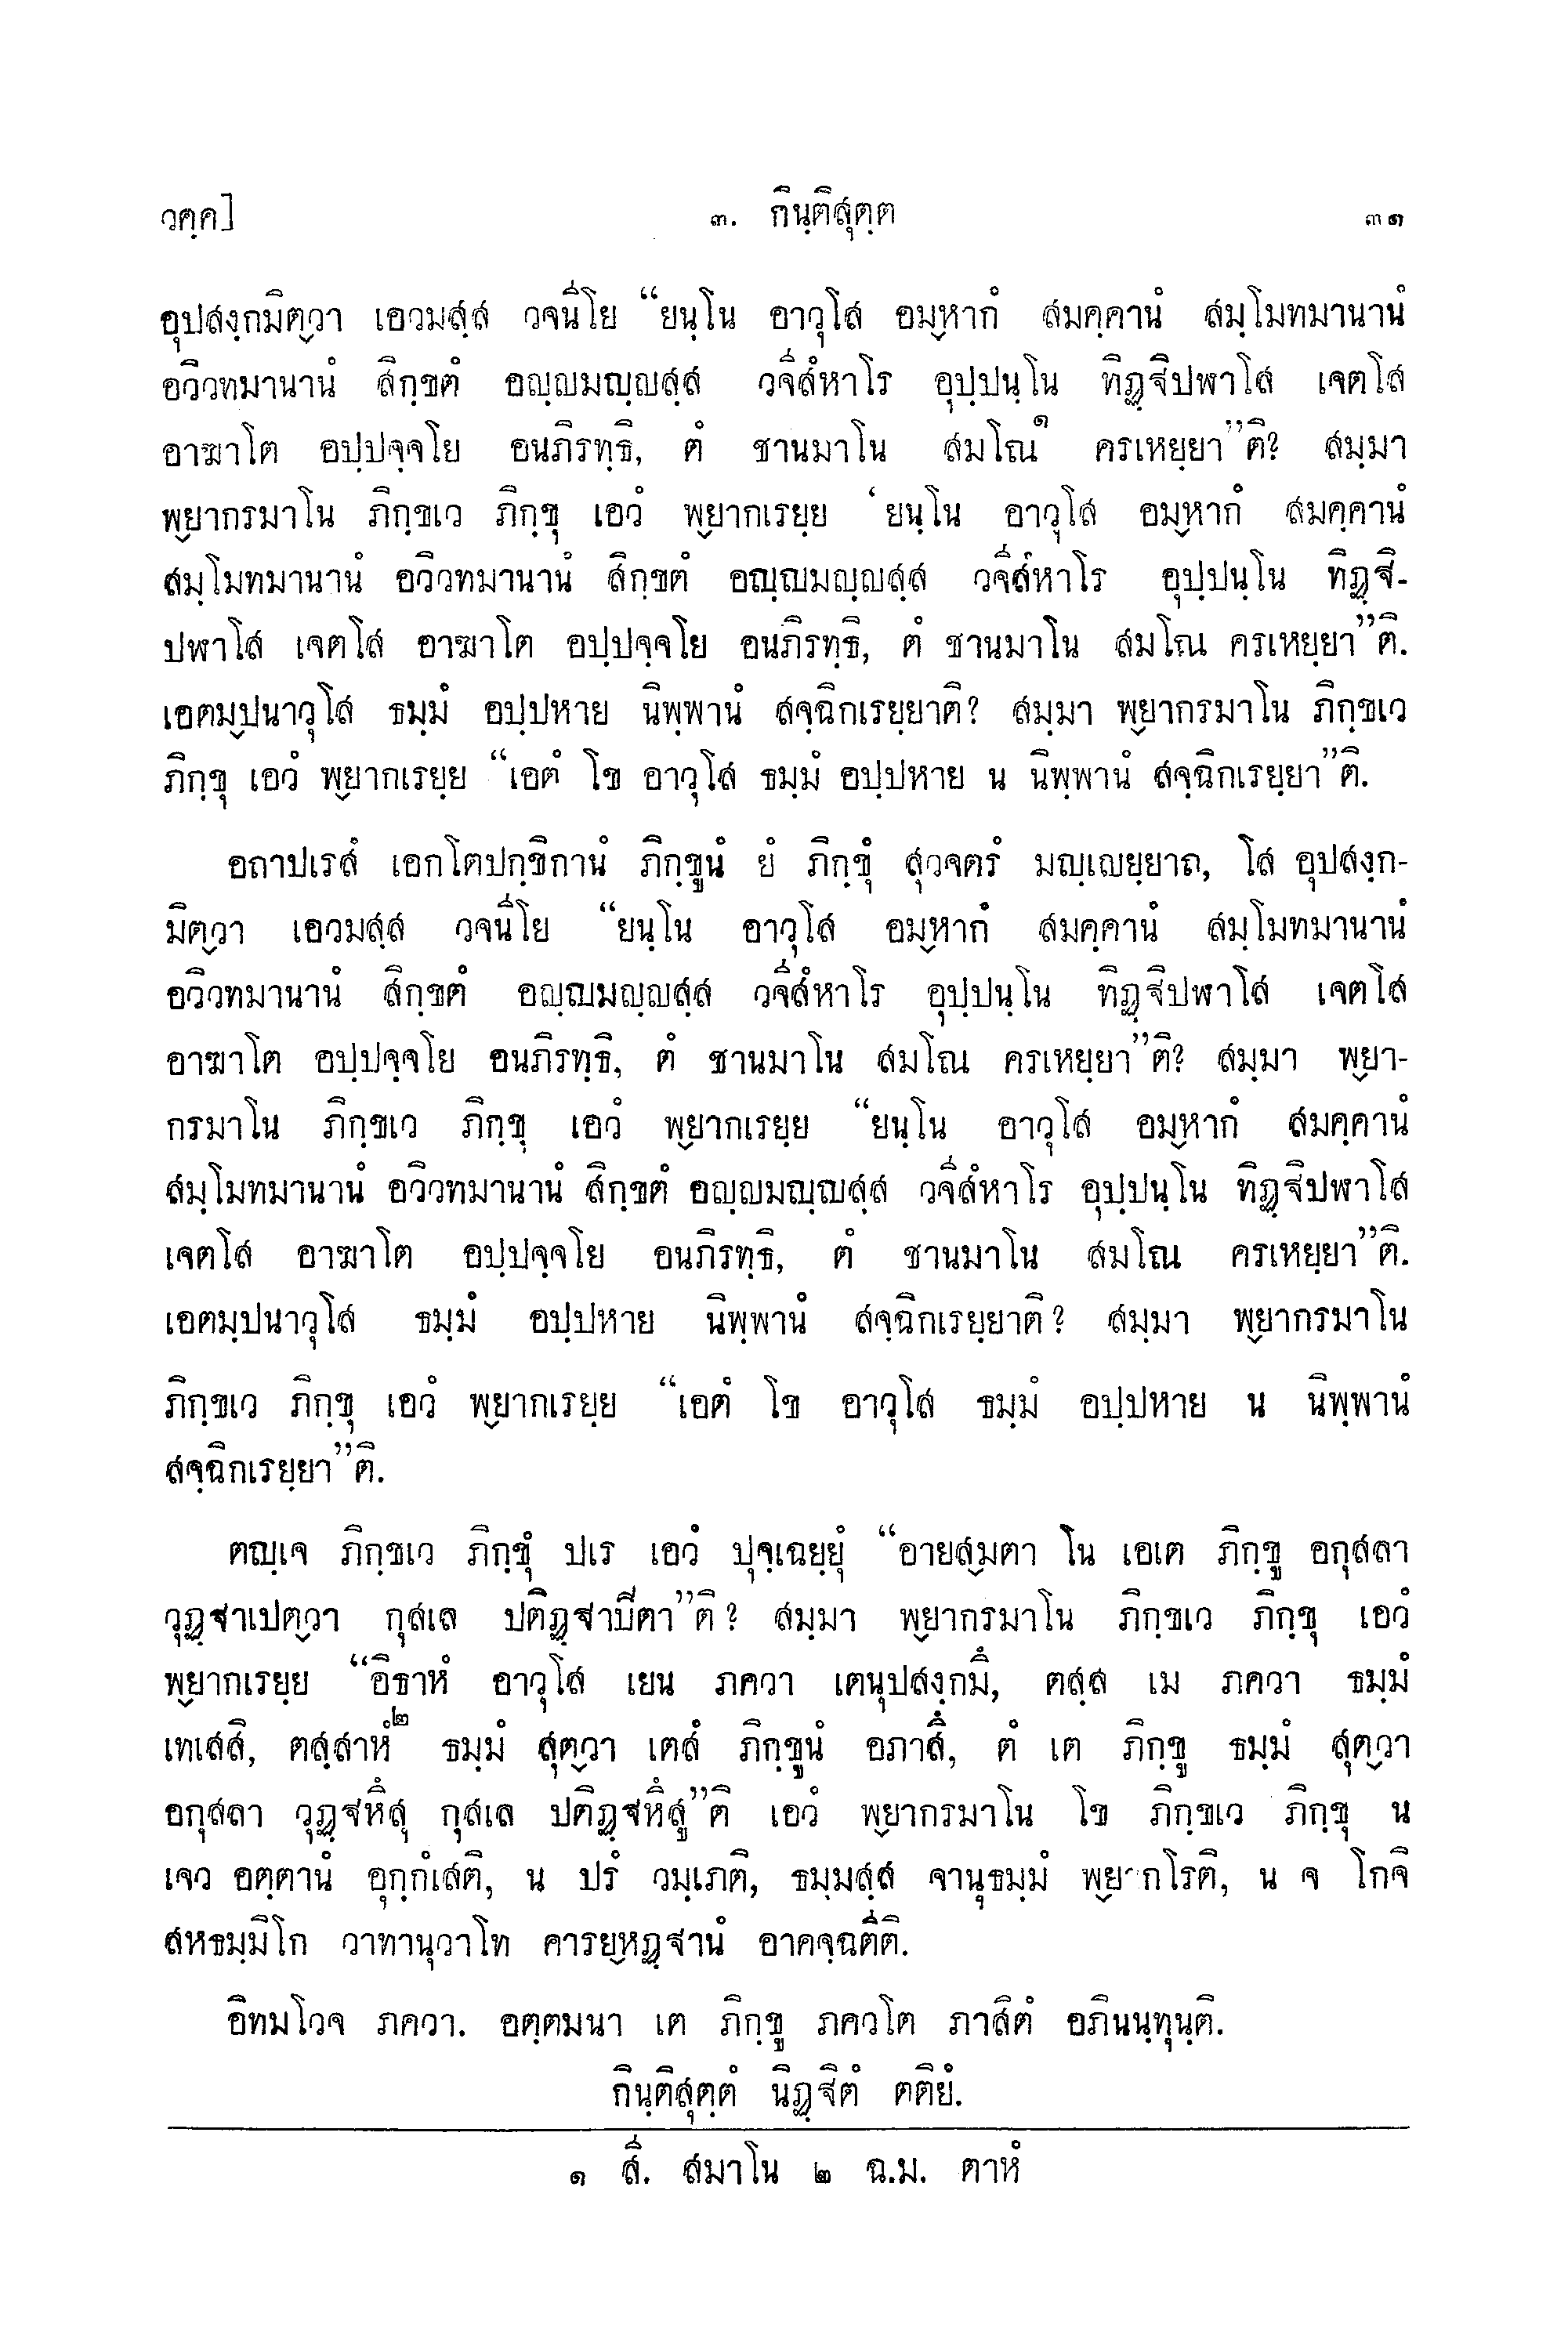 วคฺค]
๓. กินฺติสุตฺต
๓๑
อุปสงฺกมิตฺวา เอวมสฺส วจนีโย “ยนฺโน อาวุโส อมฺหากํ สมคฺคานํ สมฺโมทมานานํ
อวิวทมานานํ สิกฺขตํ อญฺญมญฺญสฺส วจีสํหาโร อุปฺปนฺโน ทิฏฺฐิปฬาโส เจตโส
อาฆาโต อปฺปจฺจโย อนภิรทฺธิ, ตํ ชานมาโน สมโณ๑ ครเหยฺยา”ติ? สมฺมา
พฺยากรมาโน ภิกฺขเว ภิกฺขุ เอวํ พฺยากเรยฺย ‘ยนฺโน อาวุโส อมฺหากํ สมคฺคานํ
สมฺโมทมานานํ อวิวทมานานํ สิกฺขตํ อญฺญมญฺญสฺส วจีสํหาโร อุปฺปนฺโน ทิฏฺฐิ-
ปฬาโส เจตโส อาฆาโต อปฺปจฺจโย อนภิรทฺธิ, ตํ ชานมาโน สมโณ ครเหยฺยา”ติ.
เอตมฺปนาวุโส ธมฺมํ อปฺปหาย นิพฺพานํ สจฺฉิกเรยฺยาติ? สมฺมา พฺยากรมาโน ภิกฺขเว
ภิกฺขุ เอวํ พฺยากเรยฺย “เอตํ โข อาวุโส ธมฺมํ อปฺปหาย น นิพฺพานํ สจฺฉิกเรยฺยา”ติ.
อถาปเรสํ เอกโตปกฺขิกานํ ภิกฺขูนํ ยํ ภิกฺขุํ สุวจตรํ มญฺเญยฺยาถ, โส อุปสงฺก-
มิตฺวา เอวมสฺส วจนีโย “ยนฺโน อาวุโส อมฺหากํ สมคฺคานํ สมฺโมทมานานํ
อวิวทมานานํ สิกฺขตํ อญฺญมญฺญสฺส วจีสํหาโร อุปฺปนฺโน ทิฏฺฐิปฬาโส เจตโส
อาฆาโต อปฺปจฺจโย อนภิรทฺธิ, ตํ ชานมาโน สมโณ ครเหยฺยา”ติ? สมฺมา พฺยา-
กรมาโน ภิกฺขเว ภิกฺขุ เอวํ พฺยากเรยฺย “ยนฺโน อาวุโส อมฺหากํ สมคฺคานํ
สมฺโมทมานานํ อวิวทมานานํ สิกฺขตํ อญฺญมญฺญสฺส วจีสํหาโร อุปฺปนฺโน ทิฏฺฐิปฬาโส
เจตโส อาฆาโต อปฺปจฺจโย อนภิรทฺธิ, ตํ ชานมาโน สมโณ ครเหยฺยา”ติ.
เอตมฺปนาวุโส ธมฺมํ อปฺปหาย นิพฺพานํ สจฺฉิกเรยฺยาติ? สมฺมา พฺยากรมาโน
ภิกฺขเว ภิกฺขุ เอวํ พฺยากเรยฺย “เอตํ โข อาวุโส ธมฺมํ อปฺปหาย น นิพฺพานํ
สจฺฉิกเรยฺยา”ติ.
ตญฺเจ ภิกฺขเว ภิกฺขุํ ปเร เอวํ ปุจฺเฉยฺยุํ “อายสฺมตา โน เอเต ภิกฺขู อกุสลา
วุฏฺฐาเปตฺวา กุสเล ปติฏฺฐาปิตา”ติ? สมฺมา พฺยากรมาโน ภิกฺขเว ภิกฺขุ เอวํ
พฺยากเรยฺย “อิธาหํ อาวุโส เยน ภควา เตนุปสงฺกมิํ, ตสฺส เม ภควา ธมฺมํ
เทเสสิ, ตสฺสาหํ๒ ธมฺมํ สุตฺวา เตสํ ภิกฺขูนํ อภาสิํ, ตํ เต ภิกฺขู ธมฺมํ สุตฺวา
อกุสลา วุฏฺฐหิํสุ กุสเล ปติฏฺฐหิํสู”ติ เอวํ พฺยากรมาโน โข ภิกฺขเว ภิกฺขุ น
เจว อตฺตานํ อุกฺกํเสติ, น ปรํ วมฺเภติ, ธมฺมสฺส จานุธมฺมํ พฺยากโรติ, น จ โกจิ
สหธมฺมิโก วาทานุวาโท คารยฺหฏฺฐานํ อาคจฺฉตีติ.
อิทมโวจ ภควา. อตฺตมนา เต ภิกฺขู ภควโต ภาสิตํ อภินนฺทุนฺติ.
กินฺติสุตฺตํ นิฏฺฐิตํ ตติยํ.
๑ สี. สมาโน ๒ ฉ.ม. ตาหํ